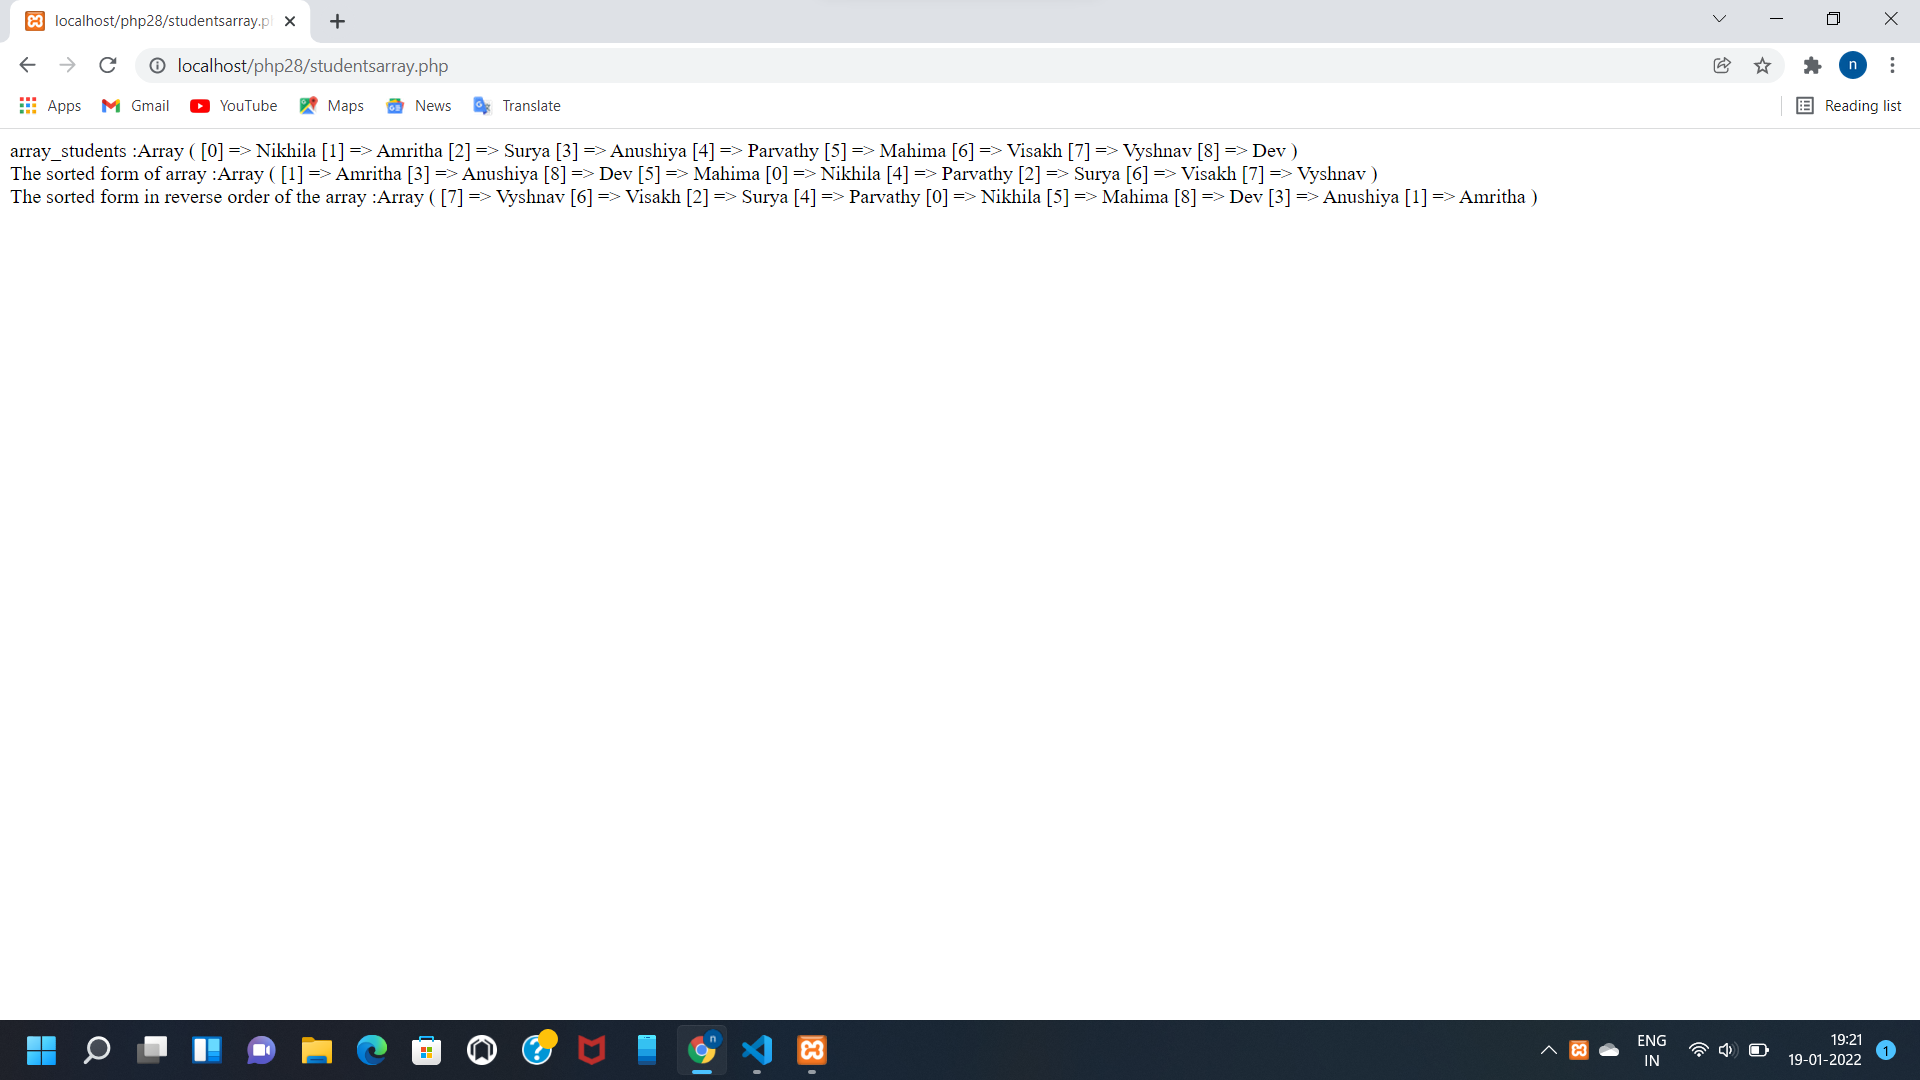 localhost/php28/studentsarray.p
localhost/php28/studentsarray.php
n
Apps Gmail YouTube Maps News Translate Reading list
array_students :Array ( [0] => Nikhila [1] => Amritha [2] => Surya [3] => Anushiya [4] => Parvathy [5] => Mahima [6] => Visakh [7] => Vyshnav [8] => Dev )
The sorted form of array :Array ( [1] => Amritha [3] => Anushiya [8] => Dev [5] => Mahima [0] => Nikhila [4] => Parvathy [2] => Surya [6] => Visakh [7] => Vyshnav )
The sorted form in reverse order of the array :Array ( [7] => Vyshnav [6] => Visakh [2] => Surya [4] => Parvathy [0] => Nikhila [5] => Mahima [8] => Dev [3] => Anushiya [1] => Amritha )
n
ENG
IN
19:21
19-01-2022
1